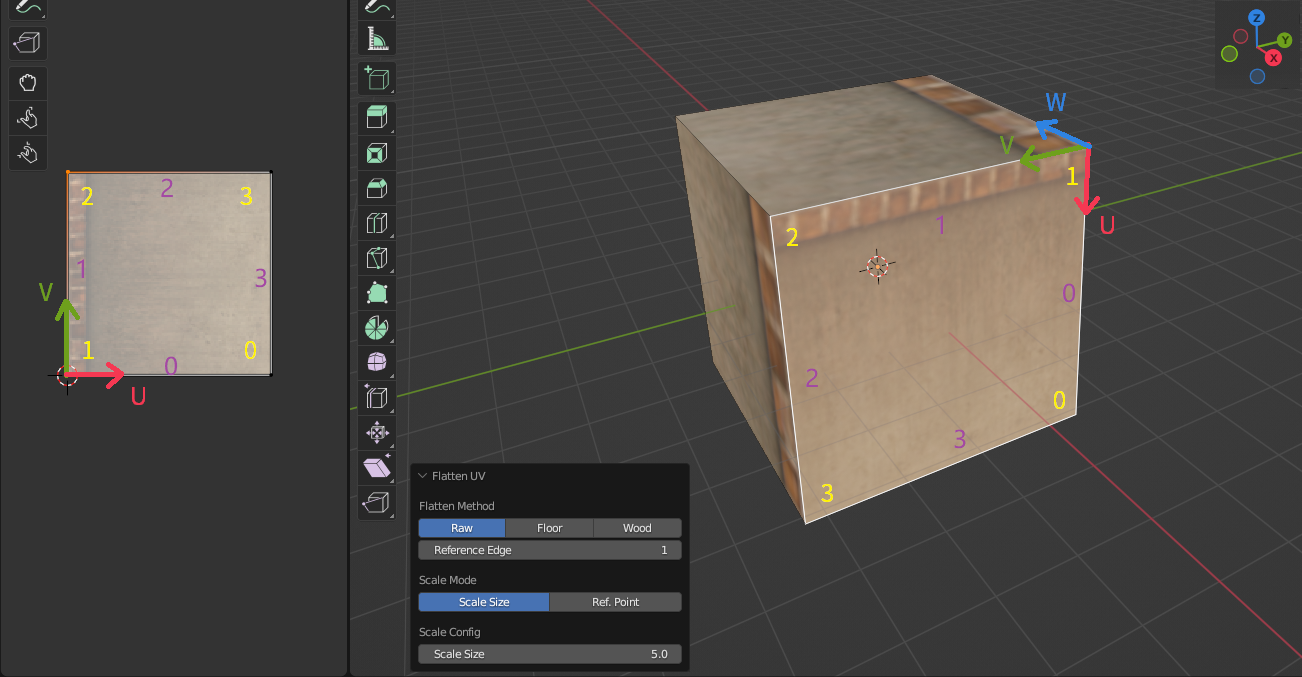 2
2
3
1
3
V
1
0
0
U
Z
Y
X
W
V
1
U
2
1
0
2
0
3
3
Flatten UV
Flatten Method
Raw Floor Wood
Reference Edge 1
Scale Mode
Scale Size Ref. Point
Scale Config
Scale Size 5.0